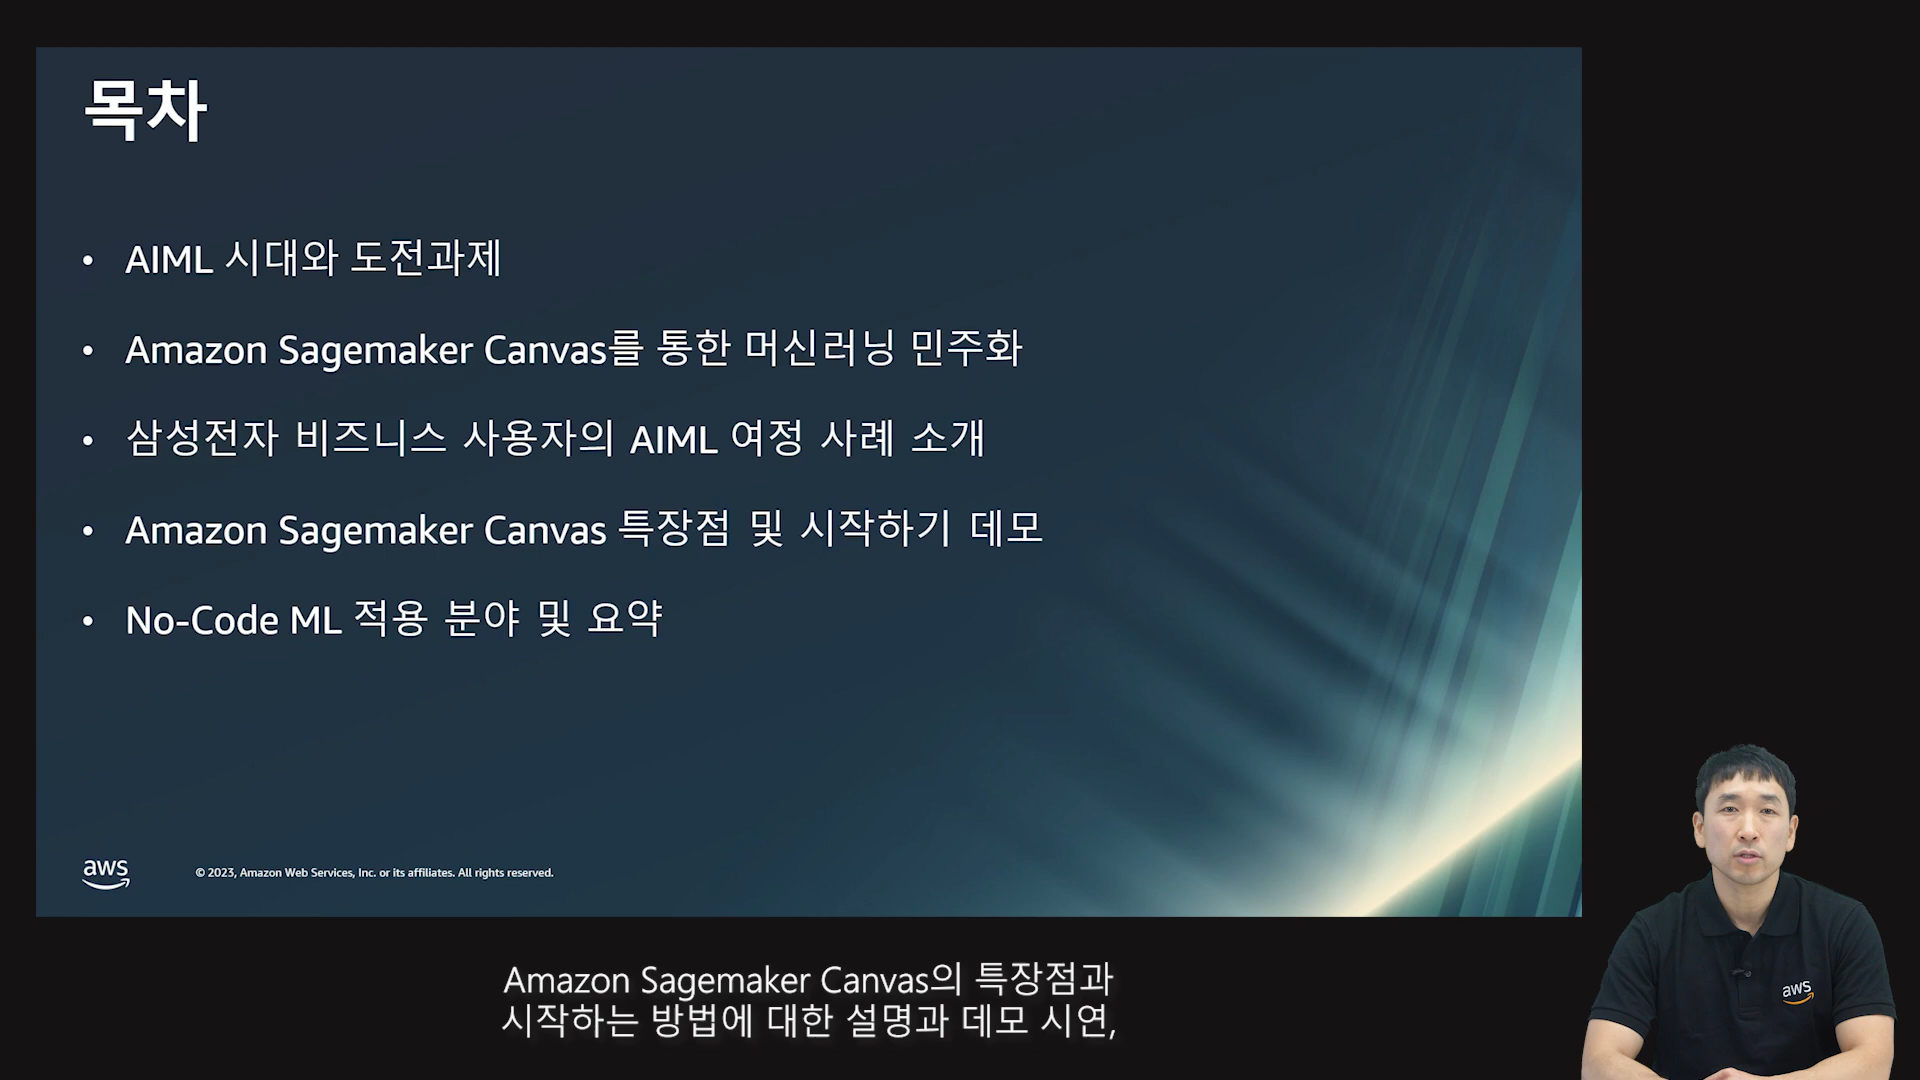 목차
• AIML 시대와 도전과제
• Amazon Sagemaker Canvas를 통한 머신러닝 민주화
• 삼성전자 비즈니스 사용자의 AIML 여정 사례 소개
• Amazon Sagemaker Canvas 특장점 및 시작하기 데모
• No-Code ML 적용 분야 및 요약
aws
© 2023, Amazon Web Services, Inc. or its affiliates. All rights reserved.
aws
Amazon Sagemaker Canvas의 특장점과
시작하는 방법에 대한 설명과 데모 시연,